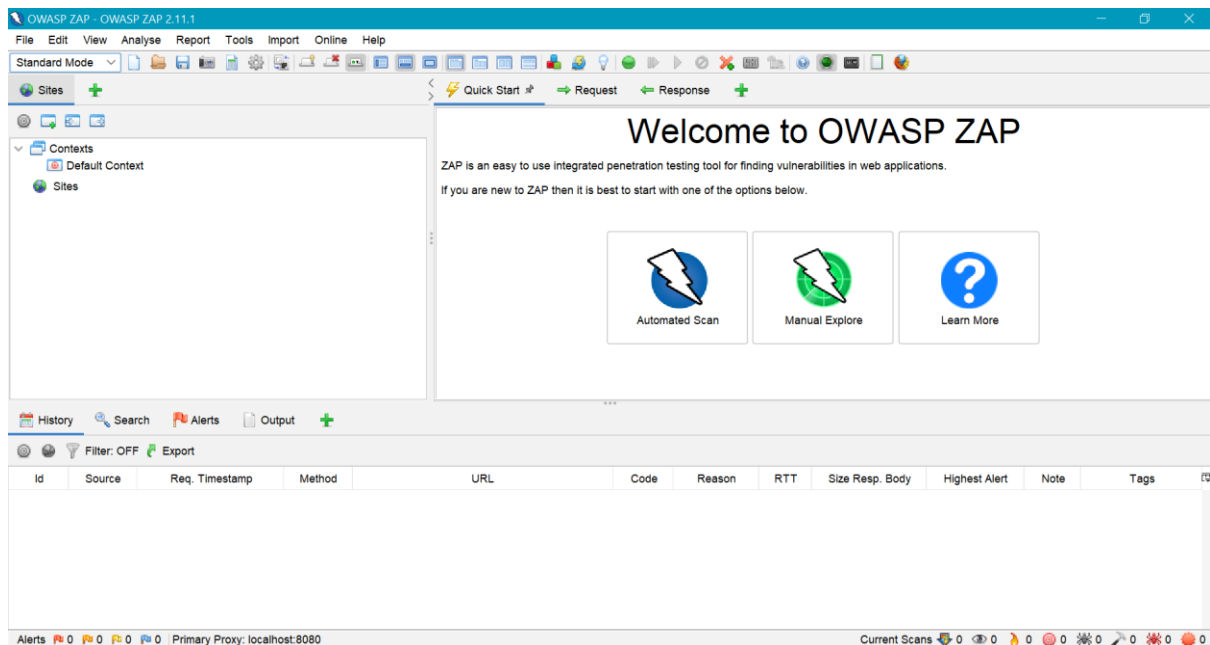 OWASP ZAP - OWASP ZAP 2.11.1
File Edit View Analyse Report Tools Import Online Help
Standard Mode
Sites
Quick Start Request Response
Contexts
Default Context
Sites
Welcome to OWASP ZAP
ZAP is an easy to use integrated penetration testing tool for finding vulnerabilities in web applications.
If you are new to ZAP then it is best to start with one of the options below.
Automated Scan Manual Explore Learn More
History Search Alerts Output
Filter: OFF Export
Id Source Req. Timestamp Method URL Code Reason RTT Size Resp. Body Highest Alert Note Tags
Alerts 0 0 0 0 Primary Proxy: localhost:8080 Current Scans 0 0 0 0 0 0 0 0